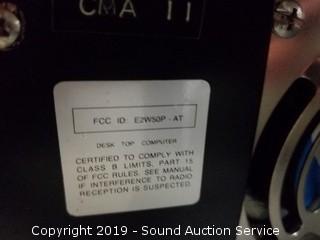 CMA 11
FCC ID: E2W50P - AT
DESK TOP COMPUTER
CERTIFIED TO COMPLY WITH
CLASS B LIMITS, PART 15
OF FCC RULES. SEE MANUAL
IF INTERFERENCE TO RADIO
RECEPTION IS SUSPECTED.
Copyright 2019 - Sound Auction Service